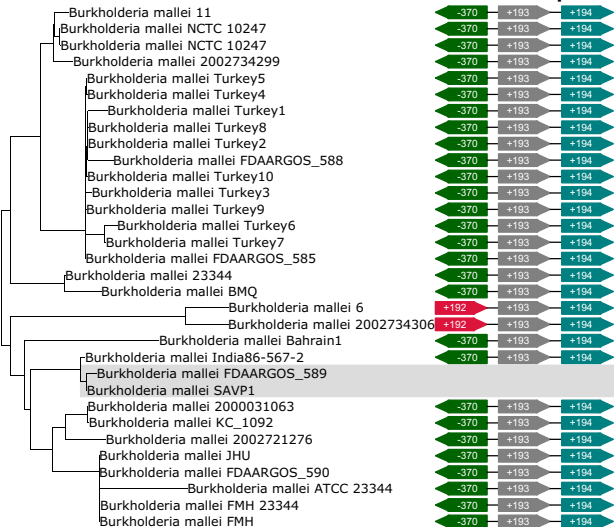 Burkholderia mallei 11 -370 +193 +194
Burkholderia mallei NCTC 10247 -370 +193 +194
Burkholderia mallei NCTC 10247 -370 +193 +194
Burkholderia mallei 2002734299 -370 +193 +194
Burkholderia mallei Turkey5 -370 +193 +194
Burkholderia mallei Turkey4 -370 +193 +194
Burkholderia mallei Turkey1 -370 +193 +194
Burkholderia mallei Turkey8 -370 +193 +194
Burkholderia mallei Turkey2 -370 +193 +194
Burkholderia mallei FDAARGOS_588 -370 +193 +194
Burkholderia mallei Turkey10 -370 +193 +194
Burkholderia mallei Turkey3 -370 +193 +194
Burkholderia mallei Turkey9 -370 +193 +194
Burkholderia mallei Turkey6 -370 +193 +194
Burkholderia mallei Turkey7 -370 +193 +194
Burkholderia mallei FDAARGOS_585 -370 +193 +194
Burkholderia mallei 23344 -370 +193 +194
Burkholderia mallei BMQ -370 +193 +194
Burkholderia mallei 6 +192 +193 +194
Burkholderia mallei 2002734306 +192 +193 +194
Burkholderia mallei Bahrain1 -370 +193 +194
Burkholderia mallei India86-567-2 -370 +193 +194
Burkholderia mallei FDAARGOS_589
Burkholderia mallei SAVP1
Burkholderia mallei 2000031063 -370 +193 +194
Burkholderia mallei KC_1092 -370 +193 +194
Burkholderia mallei 2002721276 -370 +193 +194
Burkholderia mallei JHU -370 +193 +194
Burkholderia mallei FDAARGOS_590 -370 +193 +194
Burkholderia mallei ATCC 23344 -370 +193 +194
Burkholderia mallei FMH 23344 -370 +193 +194
Burkholderia mallei FMH -370 +193 +194